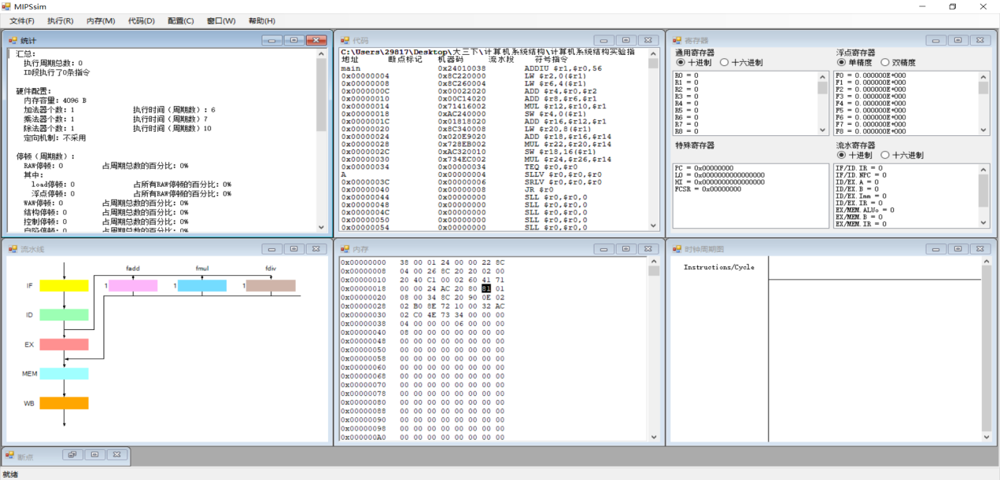 MIPSsim
文件(F) 执行(R) 内存(M) 代码(D) 配置(C) 窗口(W) 帮助(H)
统计
汇总:
执行周期总数: 0
ID段执行了0条指令
硬件配置:
内存容量: 4096 B
加法器个数: 1 执行时间（周期数）: 6
乘法器个数: 1 执行时间（周期数） 7
除法器个数: 1 执行时间（周期数）10
定向机制: 不采用
停顿（周期数）:
RAW停顿: 0 占周期总数的百分比: 0%
其中:
load停顿: 0 占所有RAW停顿的百分比: 0%
浮点停顿: 0 占所有RAW停顿的百分比: 0%
WAW停顿: 0 占周期总数的百分比: 0%
结构停顿: 0 占周期总数的百分比: 0%
控制停顿: 0 占周期总数的百分比: 0%
自陷停顿: 0 占周期总数的百分比: 0%
代码
C:\Users\29817\Desktop\大三下\计算机系统结构\计算机系统结构实验指
地址 断点标记 机器码 流水段 符号指令
main 0x24010038 ADDIU $r1,$r0,56
0x00000004 0x8C220000 LW $r2,0($r1)
0x00000008 0x8C260004 LW $r6,4($r1)
0x0000000C 0x00022020 ADD $r4,$r0,$r2
0x00000010 0x00C14020 ADD $r8,$r6,$r1
0x00000014 0x71416002 MUL $r12,$r10,$r1
0x00000018 0xAC240000 SW $r4,0($r1)
0x0000001C 0x01818020 ADD $r16,$r12,$r1
0x00000020 0x8C340008 LW $r20,8($r1)
0x00000024 0x020E9020 ADD $r18,$r16,$r14
0x00000028 0x728EB002 MUL $r22,$r20,$r14
0x0000002C 0xAC320010 SW $r18,16($r1)
0x00000030 0x734EC002 MUL $r24,$r26,$r14
0x00000034 0x00000034 TEQ $r0,$r0
A 0x00000004 SLLV $r0,$r0,$r0
0x0000003C 0x00000006 SRLV $r0,$r0,$r0
0x00000040 0x00000008 JR $r0
0x00000044 0x00000000 SLL $r0,$r0,0
0x00000048 0x00000000 SLL $r0,$r0,0
0x0000004C 0x00000000 SLL $r0,$r0,0
0x00000050 0x00000000 SLL $r0,$r0,0
0x00000054 0x00000000 SLL $r0,$r0,0
寄存器
通用寄存器
十进制 十六进制
R0 = 0
R1 = 0
R2 = 0
R3 = 0
R4 = 0
R5 = 0
R6 = 0
R7 = 0
R8 = 0
浮点寄存器
单精度 双精度
F0 = 0.000000E+000
F1 = 0.000000E+000
F2 = 0.000000E+000
F3 = 0.000000E+000
F4 = 0.000000E+000
F5 = 0.000000E+000
F6 = 0.000000E+000
F7 = 0.000000E+000
F8 = 0.000000E+000
特殊寄存器
PC = 0x00000000
LO = 0x0000000000000000
HI = 0x0000000000000000
FCSR = 0x00000000
流水寄存器
十进制 十六进制
IF/ID.IR = 0
IF/ID.NPC = 0
ID/EX.A = 0
ID/EX.B = 0
ID/EX.Imm = 0
ID/EX.IR = 0
EX/MEM.ALUo = 0
EX/MEM.B = 0
EX/MEM.IR = 0
流水线
fadd fmul fdiv
IF 1 1 1
ID
EX
MEM
WB
内存
0x00000000 38 00 01 24 00 00 22 8C
0x00000008 04 00 26 8C 20 20 02 00
0x00000010 20 40 C1 00 02 60 41 71
0x00000018 00 00 24 AC 20 80 81 01
0x00000020 08 00 34 8C 20 90 0E 02
0x00000028 02 B0 8E 72 10 00 32 AC
0x00000030 02 C0 4E 73 34 00 00 00
0x00000038 04 00 00 00 06 00 00 00
0x00000040 08 00 00 00 00 00 00 00
0x00000048 00 00 00 00 00 00 00 00
0x00000050 00 00 00 00 00 00 00 00
0x00000058 00 00 00 00 00 00 00 00
0x00000060 00 00 00 00 00 00 00 00
0x00000068 00 00 00 00 00 00 00 00
0x00000070 00 00 00 00 00 00 00 00
0x00000078 00 00 00 00 00 00 00 00
0x00000080 00 00 00 00 00 00 00 00
0x00000088 00 00 00 00 00 00 00 00
0x00000090 00 00 00 00 00 00 00 00
0x00000098 00 00 00 00 00 00 00 00
0x000000A0 00 00 00 00 00 00 00 00
时钟周期图
Instructions/Cycle
断点
就绪